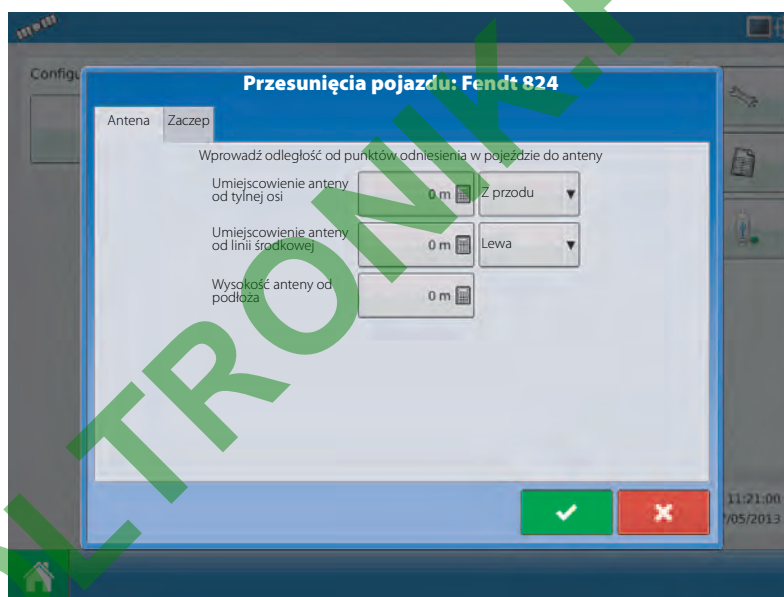 Configu
Przesunięcia pojazdu: Fendt 824
Antena Zaczep
Wprowadź odległość od punktów odniesienia w pojeździe do anteny
Umiejscowienie anteny
od tylnej osi
0 m Z przodu
Umiejscowienie anteny
od linii środkowej
0 m Lewa
Wysokość anteny od
podłoża
0 m
11:21:00
/05/2013
ALTRONIK.P